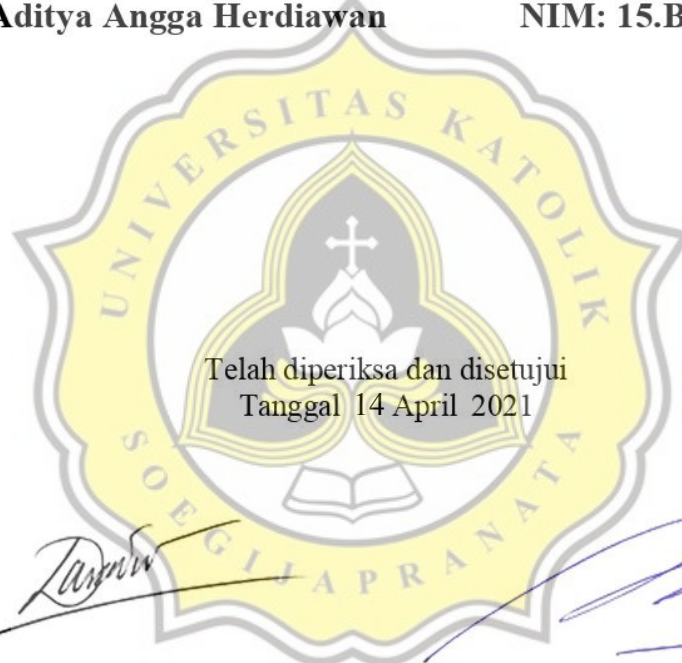 Aditya Angga Herdiawan NIM: 15.B
UNIVERSITAS KATOLIK
Telah diperiksa dan disetujui
Tanggal 14 April 2021
SOEGIJAPRANATA